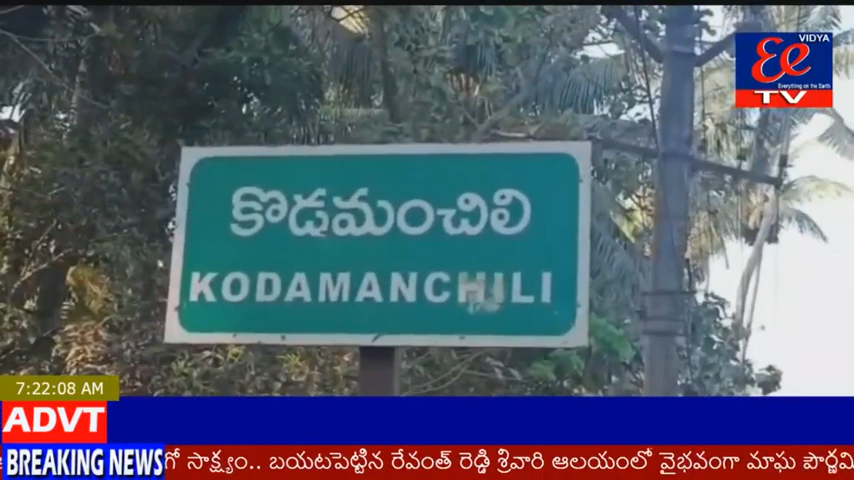 VIDYA
Ee
Everything on the Earth
TV
కొడమంచిలి
KODAMANCHILI
7:22:08 AM
ADVT
BREAKING NEWS
గో సాక్ష్యం.. బయటపెట్టిన రేవంత్ రెడ్డి శ్రీవారి ఆలయంలో వైభవంగా మాఘ పౌర్ణమి